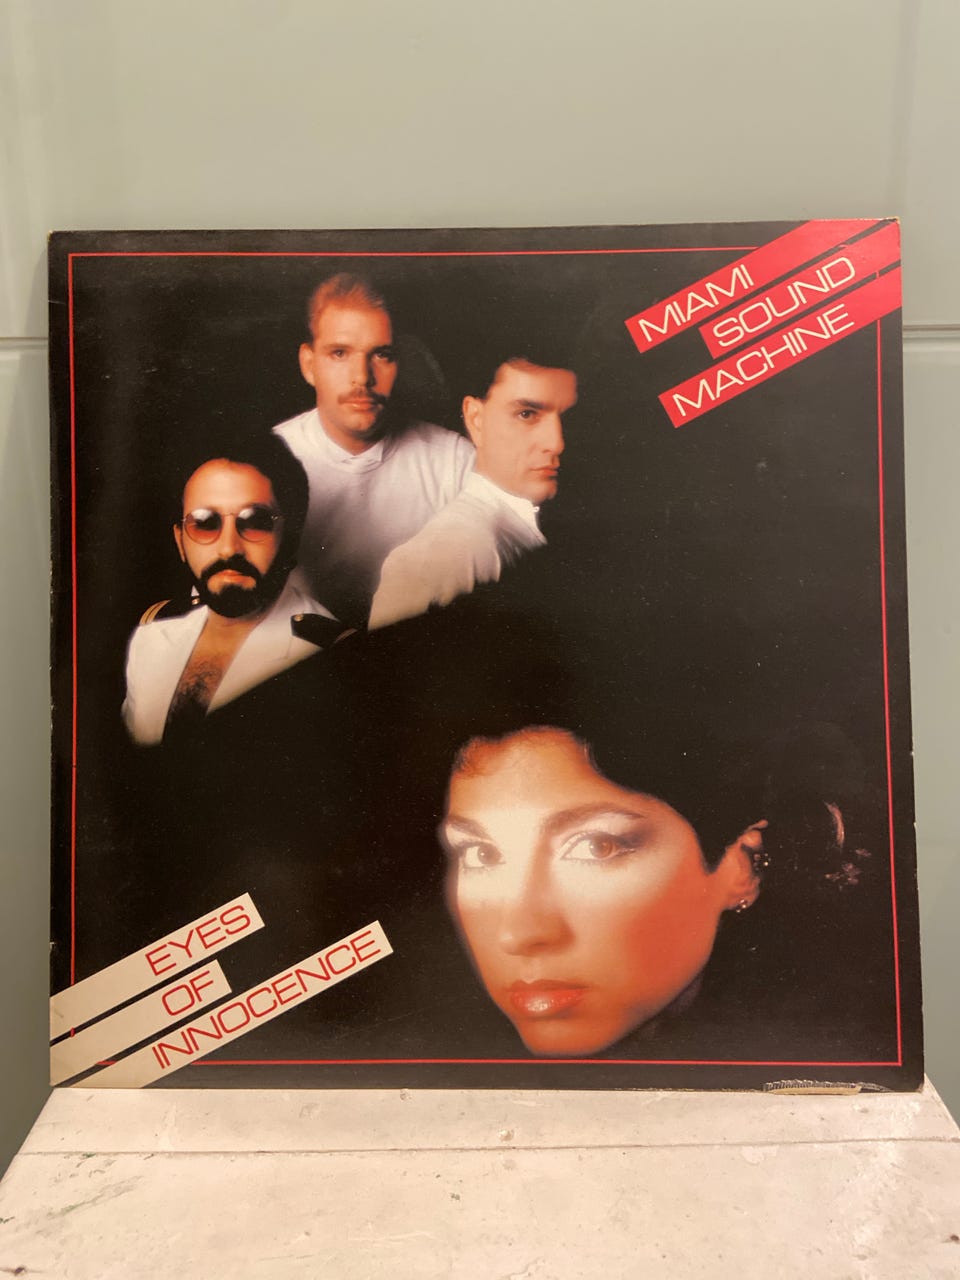 MIAMI
SOUND
MACHINE
EYES
OF
INNOCENCE